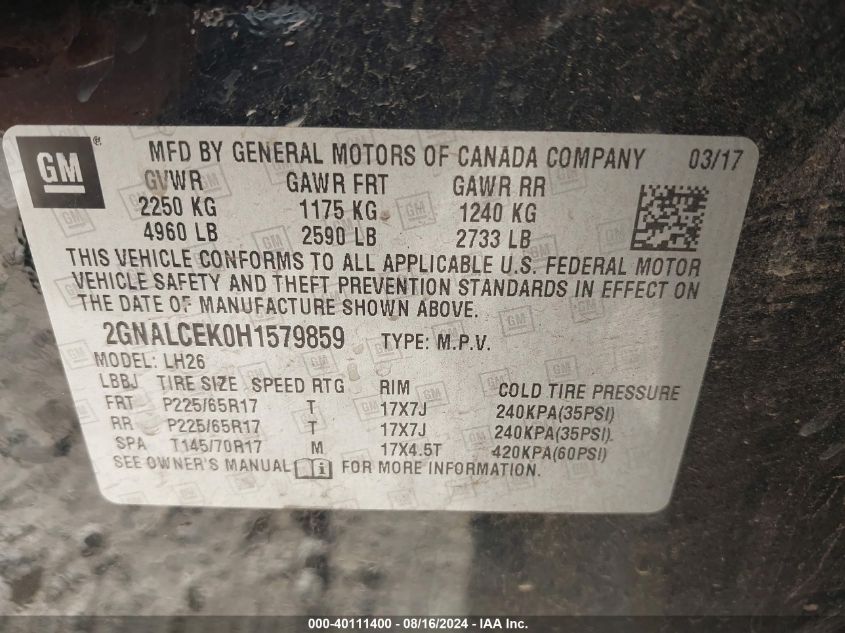 GM®
MFD BY GENERAL MOTORS OF CANADA COMPANY 03/17
GVWR GAWR FRT GAWR RR
2250 KG 1175 KG 1240 KG
4960 LB 2590 LB 2733 LB
THIS VEHICLE CONFORMS TO ALL APPLICABLE U.S. FEDERAL MOTOR
VEHICLE SAFETY AND THEFT PREVENTION STANDARDS IN EFFECT ON
THE DATE OF MANUFACTURE SHOWN ABOVE.
2GNALCEK0H1579859 TYPE: M.P.V.
MODEL: LH26
LBBJ TIRE SIZE SPEED RTG RIM COLD TIRE PRESSURE
FRT P225/65R17 T 17X7J 240KPA(35PSI)
RR P225/65R17 T 17X7J 240KPA(35PSI)
SPA T145/70R17 M 17X4.5T 420KPA(60PSI)
SEE OWNER'S MANUAL FOR MORE INFORMATION.
000-40111400 - 08/16/2024 - IAA Inc.